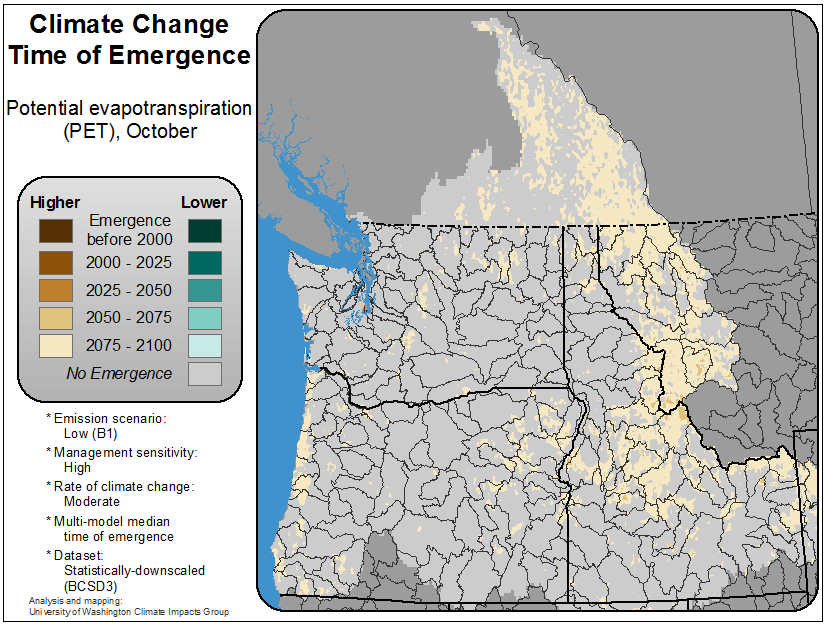 Climate Change
Time of Emergence
Potential evapotranspiration
(PET), October
Higher Lower
Emergence
before 2000
2000 - 2025
2025 - 2050
2050 - 2075
2075 - 2100
No Emergence
* Emission scenario:
Low (B1)
* Management sensitivity:
High
* Rate of climate change:
Moderate
* Multi-model median
time of emergence
* Dataset:
Statistically-downscaled
(BCSD3)
Analysis and mapping:
University of Washington Climate Impacts Group